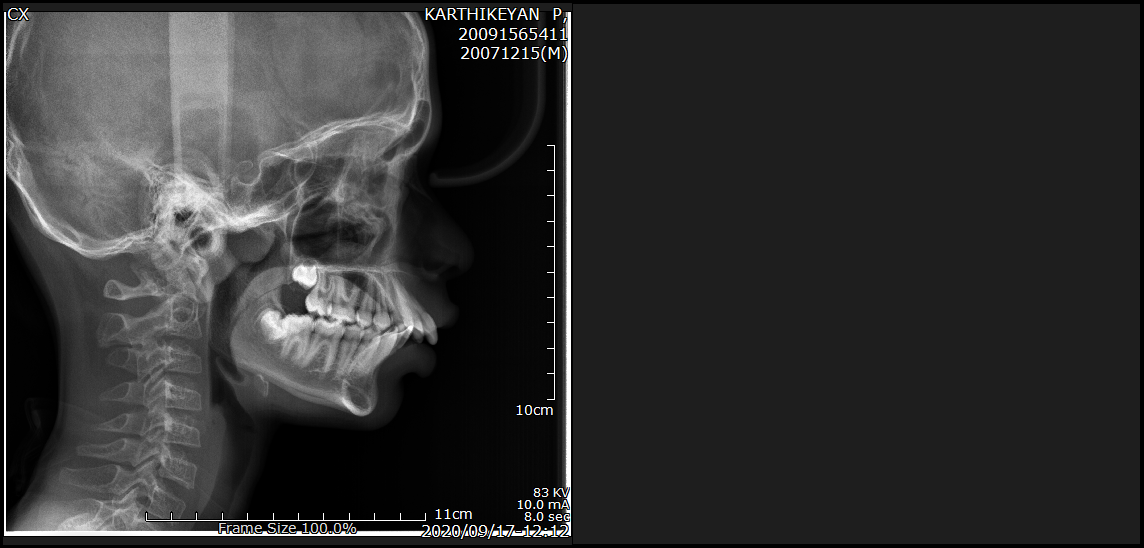 CX
KARTHIKEYAN P,
20091565411
20071215(M)
10cm
83 KV
10.0 mA
8.0 sec
11cm
Frame Size 100.0%
2020/09/17-12:12